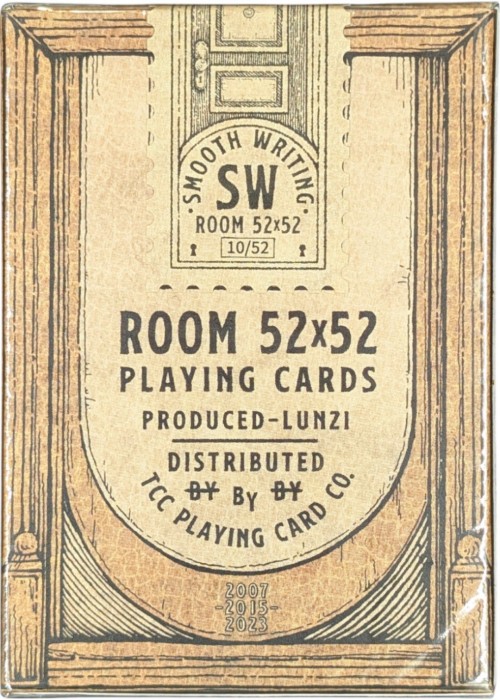 ·SMOOTH WRITING·
SW
ROOM 52x52
10/52
ROOM 52x52
PLAYING CARDS
PRODUCED-LUNZI
DISTRIBUTED
BY By BY
TCC PLAYING CARD CO.
2007
-2015-
2023